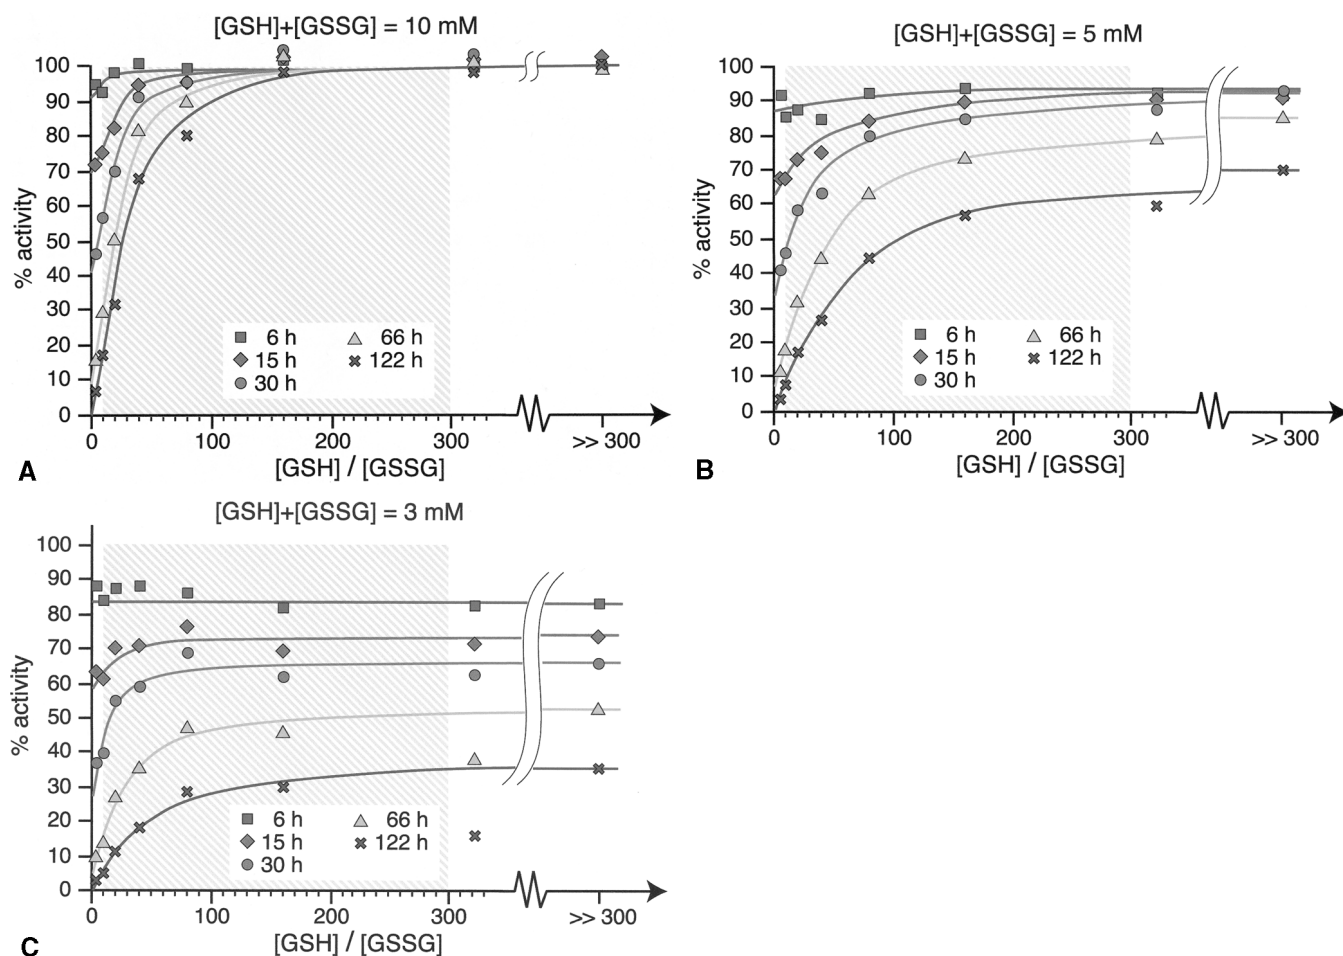 [GSH]+[GSSG] = 10 mM
100
90
80
70
60
50
40
30
20
10
0
% activity
6 h
15 h
30 h
66 h
122 h
0
100
200
300
>> 300
[GSH] / [GSSG]
A
[GSH]+[GSSG] = 5 mM
100
90
80
70
60
50
40
30
20
10
0
% activity
6 h
15 h
30 h
66 h
122 h
0
100
200
300
>> 300
[GSH] / [GSSG]
B
[GSH]+[GSSG] = 3 mM
100
90
80
70
60
50
40
30
20
10
0
% activity
6 h
15 h
30 h
66 h
122 h
0
100
200
300
>> 300
[GSH] / [GSSG]
C